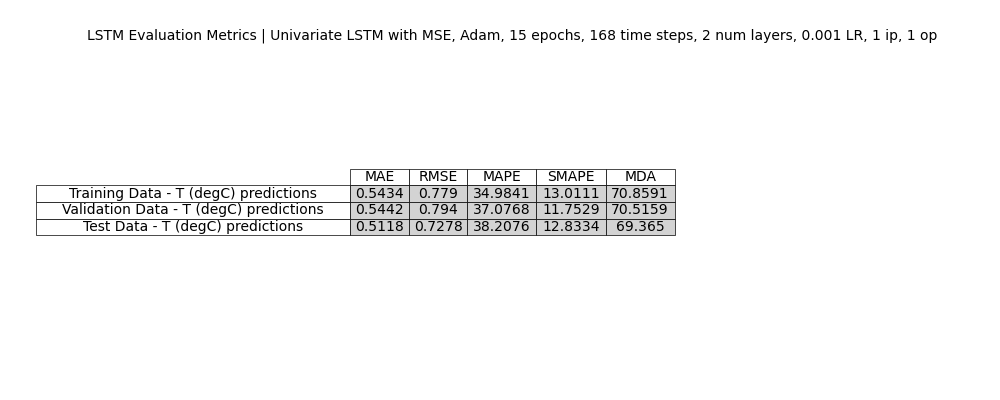 LSTM Evaluation Metrics | Univariate LSTM with MSE, Adam, 15 epochs, 168 time steps, 2 num layers, 0.001 LR, 1 ip, 1 op
MAE RMSE MAPE SMAPE MDA
Training Data - T (degC) predictions 0.5434 0.779 34.9841 13.0111 70.8591
Validation Data - T (degC) predictions 0.5442 0.794 37.0768 11.7529 70.5159
Test Data - T (degC) predictions 0.5118 0.7278 38.2076 12.8334 69.365